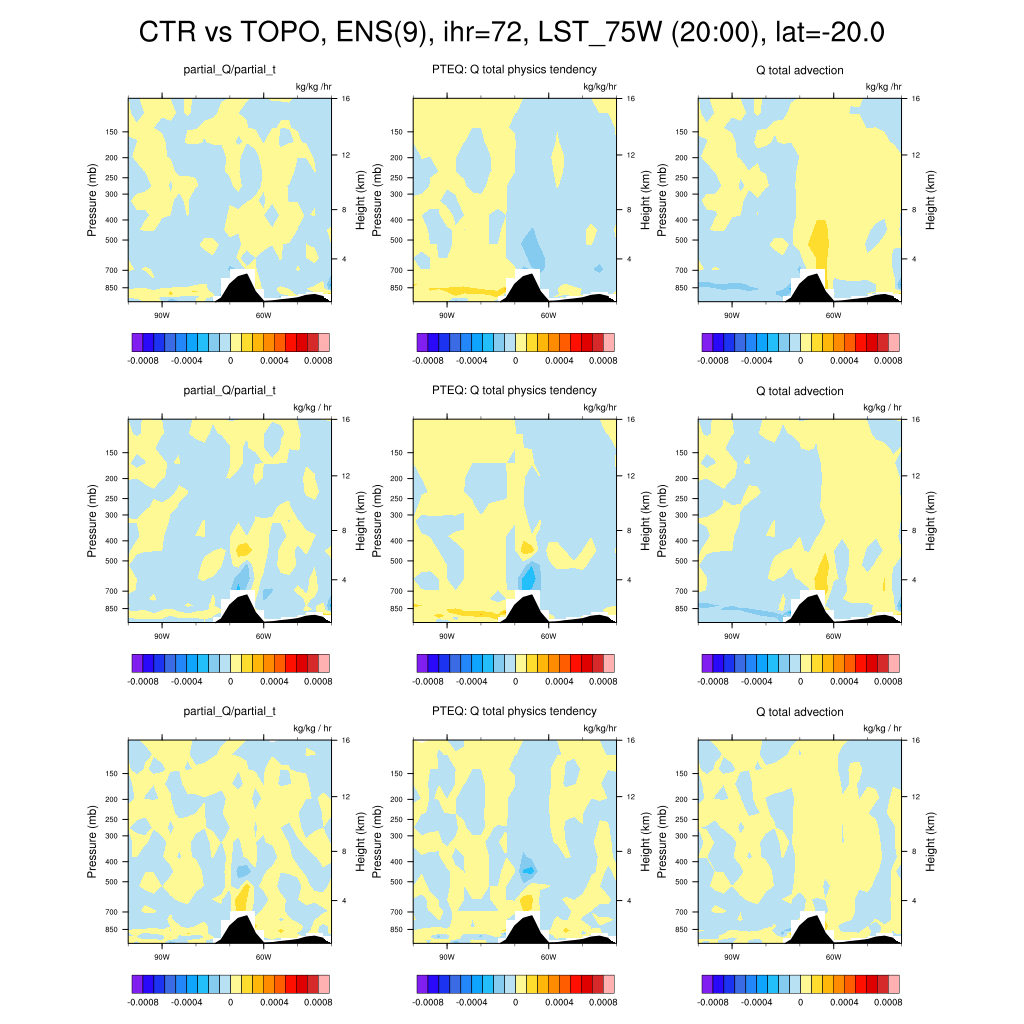 CTR vs TOPO, ENS(9), ihr=72, LST_75W (20:00), lat=-20.0
partial_Q/partial_t
kg/kg /hr
Pressure (mb)
150
200
250
300
400
500
700
850
16
12
8
4
Height (km)
90W 60W
-0.0008 -0.0004 0 0.0004 0.0008
PTEQ: Q total physics tendency
kg/kg/hr
Pressure (mb)
150
200
250
300
400
500
700
850
16
12
8
4
Height (km)
90W 60W
-0.0008 -0.0004 0 0.0004 0.0008
Q total advection
kg/kg/hr
Pressure (mb)
150
200
250
300
400
500
700
850
16
12
8
4
Height (km)
90W 60W
-0.0008 -0.0004 0 0.0004 0.0008
partial_Q/partial_t
kg/kg / hr
Pressure (mb)
150
200
250
300
400
500
700
850
16
12
8
4
Height (km)
90W 60W
-0.0008 -0.0004 0 0.0004 0.0008
PTEQ: Q total physics tendency
kg/kg/hr
Pressure (mb)
150
200
250
300
400
500
700
850
16
12
8
4
Height (km)
90W 60W
-0.0008 -0.0004 0 0.0004 0.0008
Q total advection
kg/kg / hr
Pressure (mb)
150
200
250
300
400
500
700
850
16
12
8
4
Height (km)
90W 60W
-0.0008 -0.0004 0 0.0004 0.0008
partial_Q/partial_t
kg/kg / hr
Pressure (mb)
150
200
250
300
400
500
700
850
16
12
8
4
Height (km)
90W 60W
-0.0008 -0.0004 0 0.0004 0.0008
PTEQ: Q total physics tendency
kg/kg/hr
Pressure (mb)
150
200
250
300
400
500
700
850
16
12
8
4
Height (km)
90W 60W
-0.0008 -0.0004 0 0.0004 0.0008
Q total advection
kg/kg / hr
Pressure (mb)
150
200
250
300
400
500
700
850
16
12
8
4
Height (km)
90W 60W
-0.0008 -0.0004 0 0.0004 0.0008